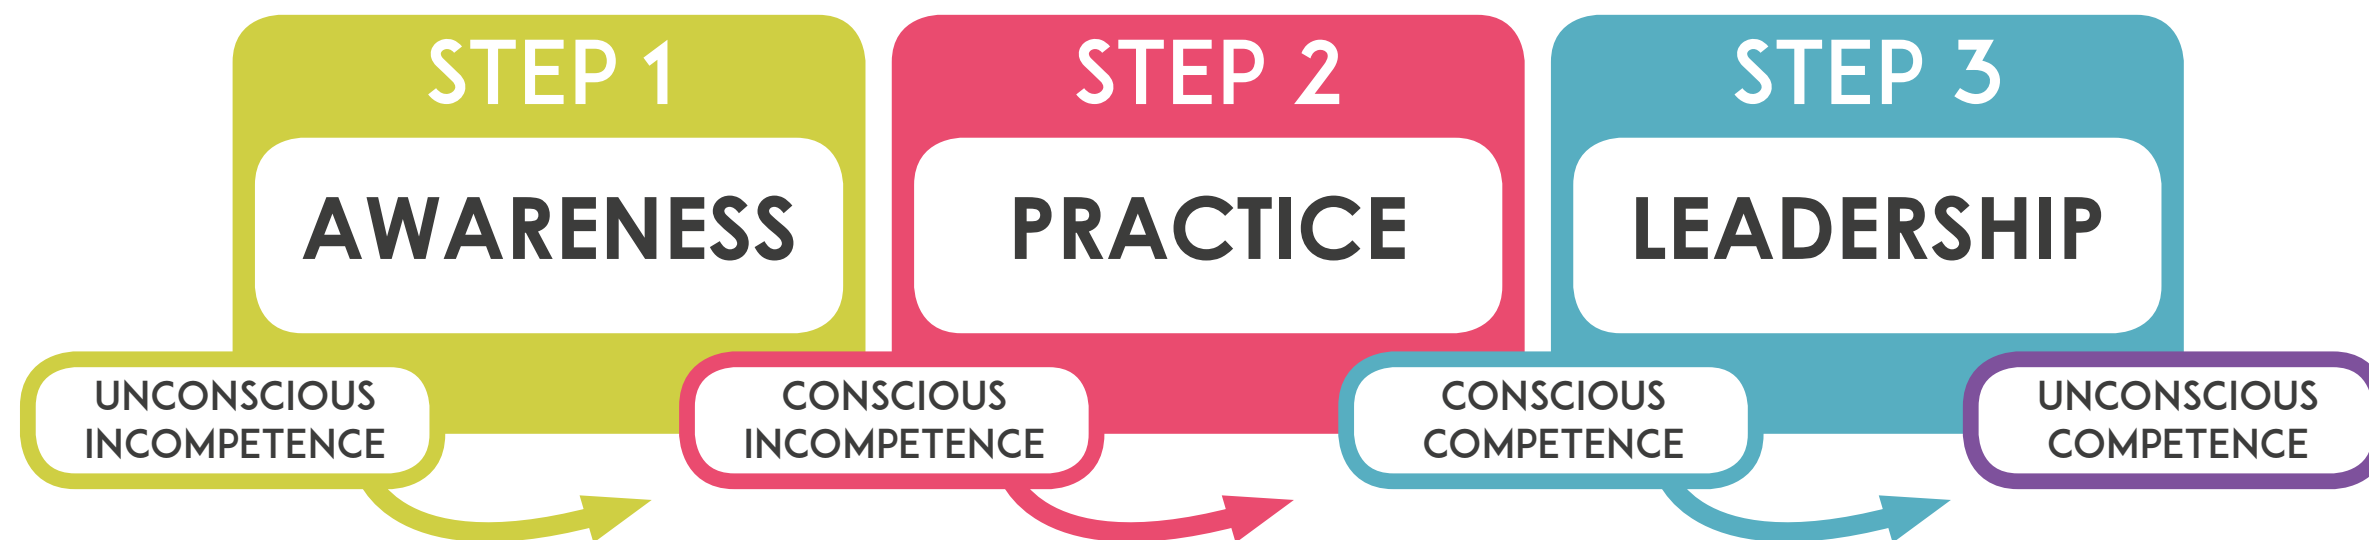 STEP 1
AWARENESS
STEP 2
PRACTICE
STEP 3
LEADERSHIP
UNCONSCIOUS
INCOMPETENCE
CONSCIOUS
INCOMPETENCE
CONSCIOUS
COMPETENCE
UNCONSCIOUS
COMPETENCE